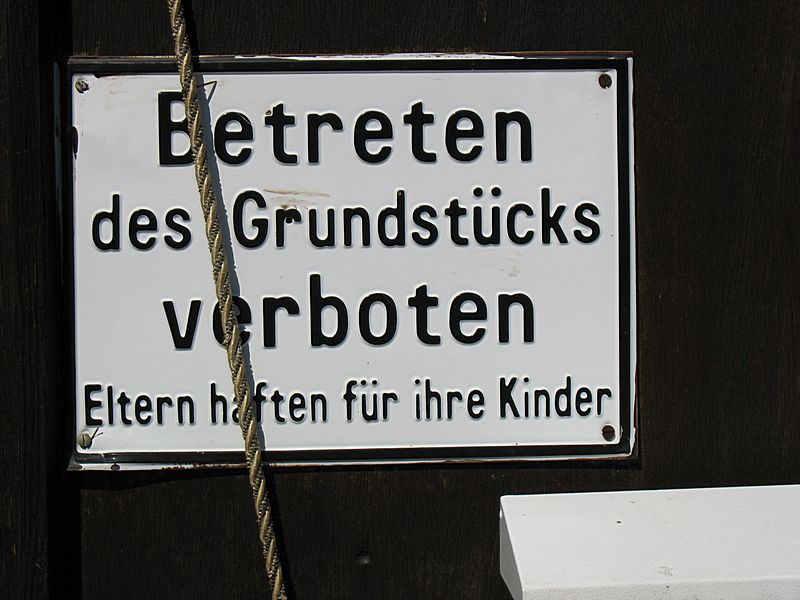 Betreten
des Grundstücks
verboten
Eltern haften für ihre Kinder